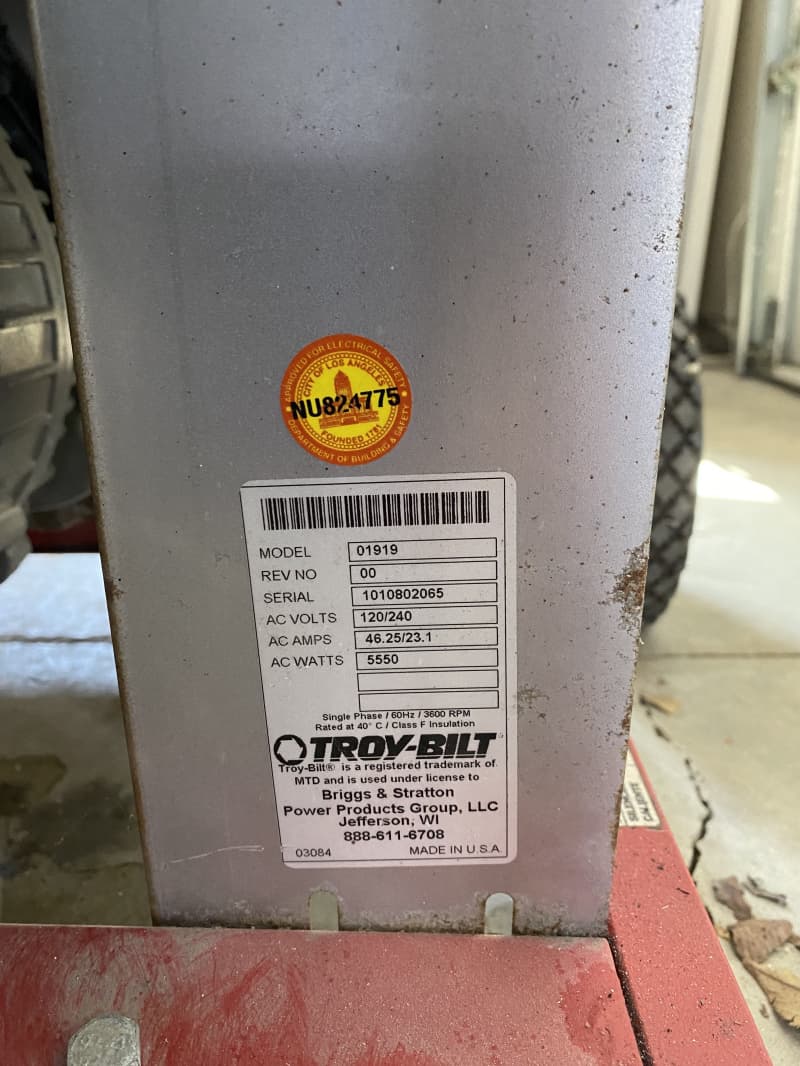 APPROVED FOR ELECTRICAL SAFETY
CITY OF LOS ANGELES
NU824775
FOUNDED 1781
DEPARTMENT OF BUILDING & SAFETY
MODEL 01919
REV NO 00
SERIAL 1010802065
AC VOLTS 120/240
AC AMPS 46.25/23.1
AC WATTS 5550
Single Phase / 60Hz / 3600 RPM
Rated at 40° C / Class F Insulation
TROY-BILT
Troy-Bilt® is a registered trademark of
MTD and is used under license to
Briggs & Stratton
Power Products Group, LLC
Jefferson, WI
888-611-6708
03084 MADE IN U.S.A.
CALIENTE